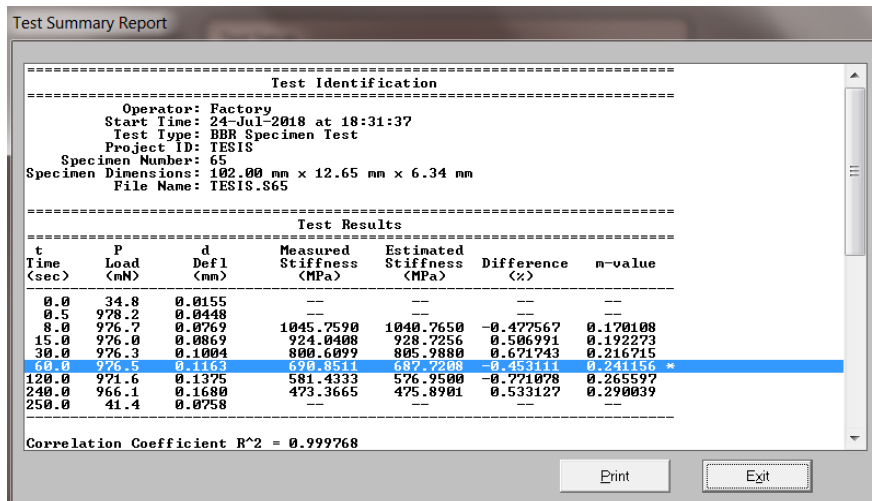 Test Summary Report
================================================================================
Test Identification
================================================================================
Operator: Factory
Start Time: 24-Jul-2018 at 18:31:37
Test Type: BBR Specimen Test
Project ID: TESIS
Specimen Number: 65
Specimen Dimensions: 102.00 mm x 12.65 mm x 6.34 mm
File Name: TESIS.S65
================================================================================
Test Results
================================================================================
t P d Measured Estimated
Time Load Defl Stiffness Stiffness Difference m-value
(sec) (mN) (mm) (MPa) (MPa) (%)
--------------------------------------------------------------------------------
0.0 34.8 0.0155 -- -- -- --
0.5 978.2 0.0448 -- -- -- --
8.0 976.7 0.0769 1045.7590 1040.7650 -0.477567 0.170108
15.0 976.0 0.0869 924.0408 928.7256 0.506991 0.192273
30.0 976.3 0.1004 800.6099 805.9880 0.671743 0.216715
60.0 976.5 0.1163 690.8511 687.7208 -0.453111 0.241156 *
120.0 971.6 0.1375 581.4333 576.9500 -0.771078 0.265597
240.0 966.1 0.1680 473.3665 475.8901 0.533127 0.290039
250.0 41.4 0.0758 -- -- -- --
--------------------------------------------------------------------------------
Correlation Coefficient R^2 = 0.999768
Print Exit